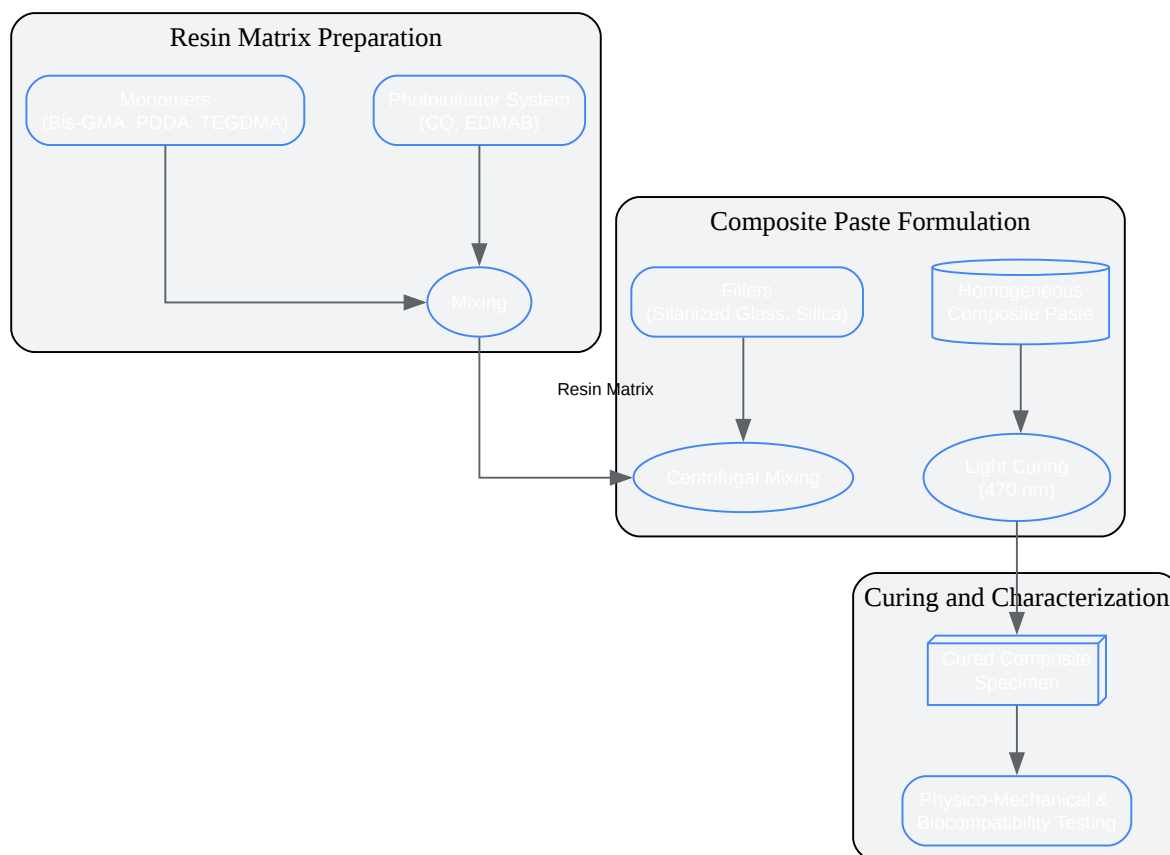 Resin Matrix Preparation
Monomers
(Bis-GMA, PDDA, TEGDMA)
Photoinitiator System
(CQ, EDMAB)
Mixing
Resin Matrix
Composite Paste Formulation
Fillers
(Silanized Glass, Silica)
Homogeneous
Composite Paste
Centrifugal Mixing
Light Curing
(470 nm)
Curing and Characterization
Cured Composite
Specimen
Physico-Mechanical &
Biocompatibility Testing